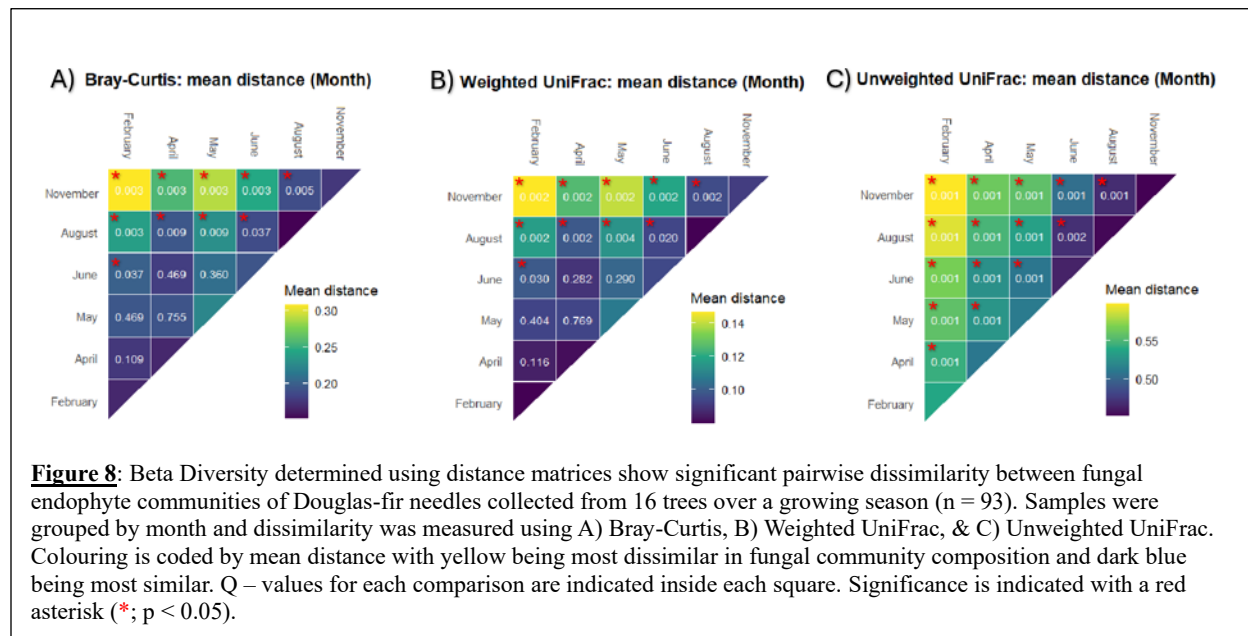 A) Bray-Curtis: mean distance (Month)
B) Weighted UniFrac: mean distance (Month)
C) Unweighted UniFrac: mean distance (Month)
February
April
May
June
August
November
November * 0.003 * 0.003 * 0.003 * 0.003 * 0.005
August * 0.003 * 0.009 * 0.009 * 0.037
June * 0.037 0.469 0.360
May 0.469 0.755
April 0.109
February
Mean distance
0.30
0.25
0.20
February
April
May
June
August
November
November * 0.002 * 0.002 * 0.002 * 0.002 * 0.002
August * 0.002 * 0.002 * 0.004 * 0.020
June * 0.030 0.282 0.290
May 0.404 0.769
April 0.116
February
Mean distance
0.14
0.12
0.10
February
April
May
June
August
November
November * 0.001 * 0.001 * 0.001 * 0.001 * 0.001
August * 0.001 * 0.001 * 0.001 * 0.002
June * 0.001 * 0.001 * 0.001
May * 0.001 * 0.001
April * 0.001
February
Mean distance
0.55
0.50
Figure 8: Beta Diversity determined using distance matrices show significant pairwise dissimilarity between fungal
endophyte communities of Douglas-fir needles collected from 16 trees over a growing season (n = 93). Samples were
grouped by month and dissimilarity was measured using A) Bray-Curtis, B) Weighted UniFrac, & C) Unweighted UniFrac.
Colouring is coded by mean distance with yellow being most dissimilar in fungal community composition and dark blue
being most similar. Q – values for each comparison are indicated inside each square. Significance is indicated with a red
asterisk (*; p < 0.05).